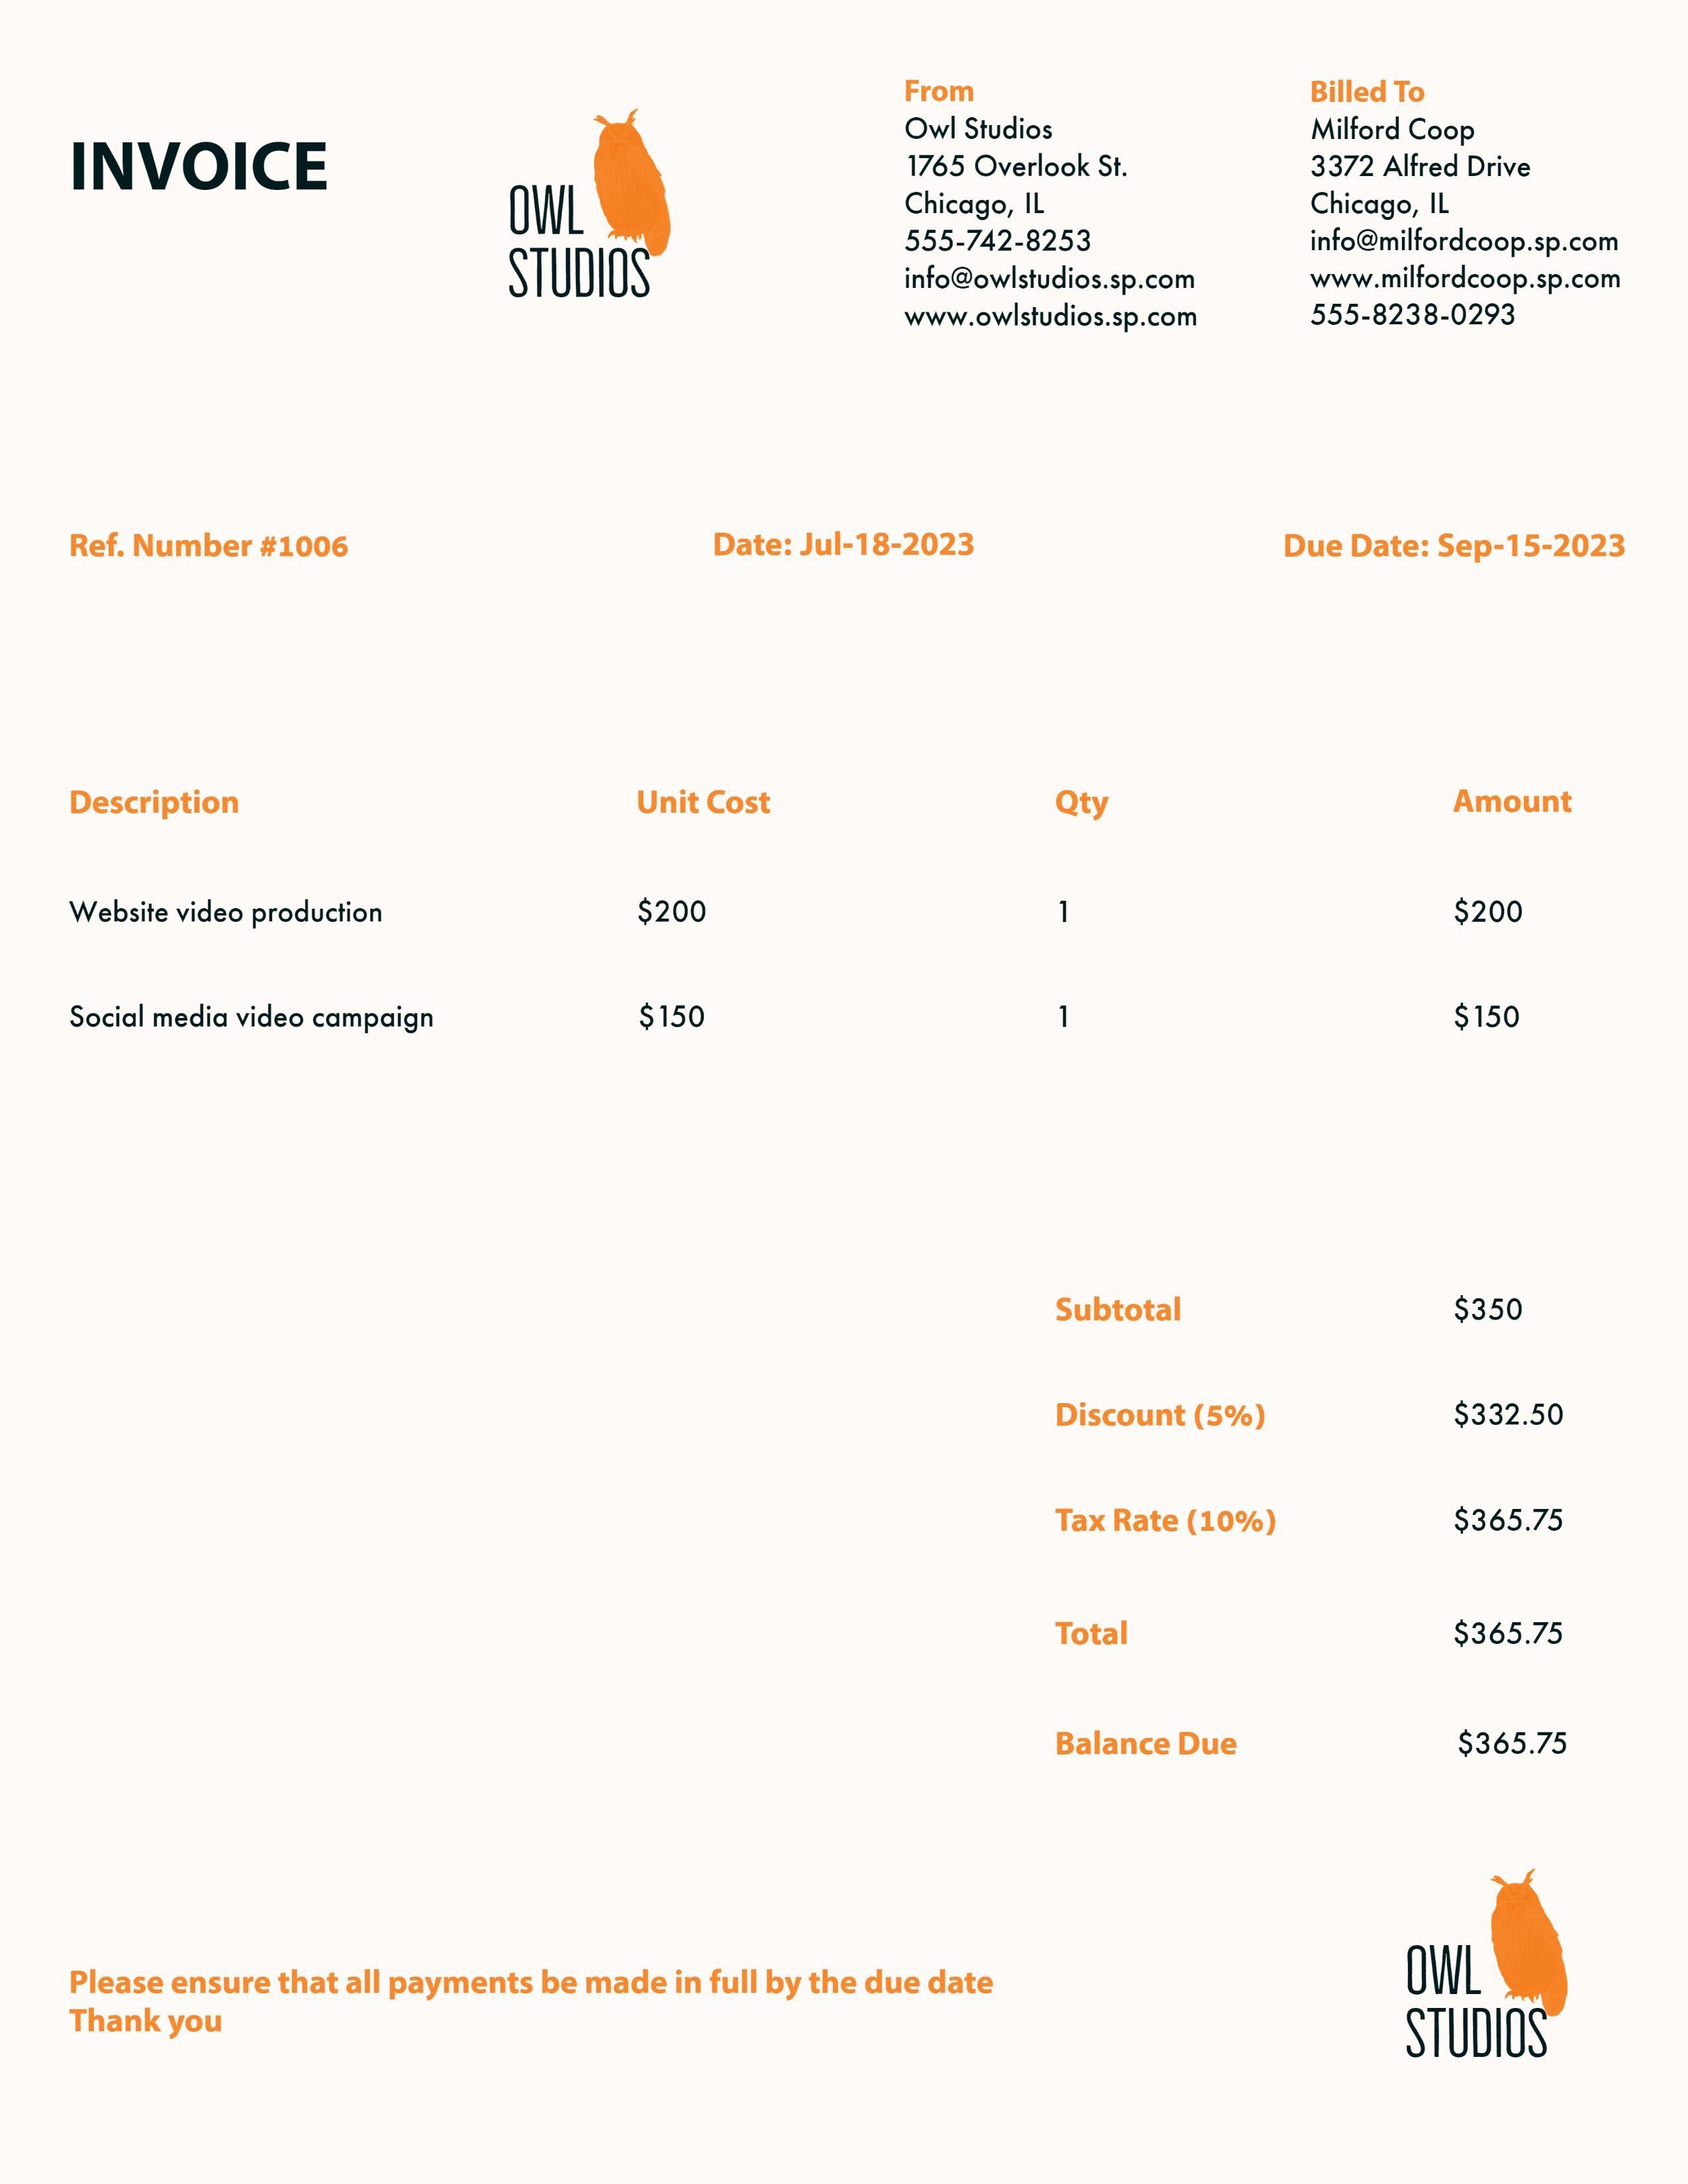 INVOICE
OWL
STUDIOS
From
Owl Studios
1765 Overlook St.
Chicago, IL
555-742-8253
info@owlstudios.sp.com
www.owlstudios.sp.com
Billed To
Milford Coop
3372 Alfred Drive
Chicago, IL
info@milfordcoop.sp.com
www.milfordcoop.sp.com
555-8238-0293
Ref. Number #1006 Date: Jul-18-2023 Due Date: Sep-15-2023
Description Unit Cost Qty Amount
Website video production $200 1 $200
Social media video campaign $150 1 $150
Subtotal $350
Discount (5%) $332.50
Tax Rate (10%) $365.75
Total $365.75
Balance Due $365.75
Please ensure that all payments be made in full by the due date
Thank you
OWL
STUDIOS